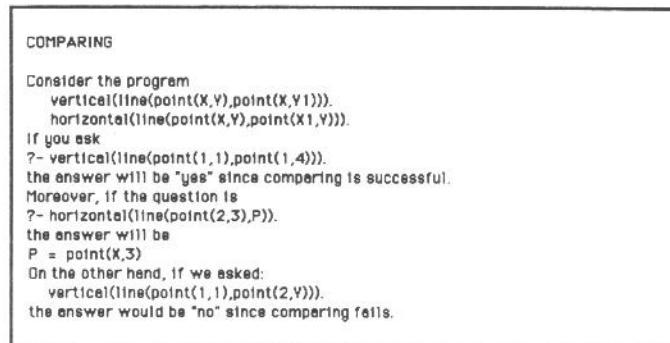 COMPARING
Consider the program
vertical(line(point(X,Y),point(X,Y1))).
horizontal(line(point(X,Y),point(X1,Y))).
If you ask
?- vertical(line(point(1,1),point(1,4))).
the answer will be "yes" since comparing is successful.
Moreover, if the question is
?- horizontal(line(point(2,3),P)).
the answer will be
P = point(X,3)
On the other hand, if we asked:
vertical(line(point(1,1),point(2,Y))).
the answer would be "no" since comparing fails.